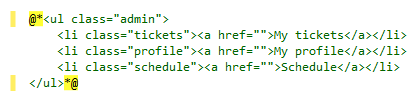 @*<ul class="admin">
<li class="tickets"><a href="">My tickets</a></li>
<li class="profile"><a href="">My profile</a></li>
<li class="schedule"><a href="">Schedule</a></li>
</ul>*@